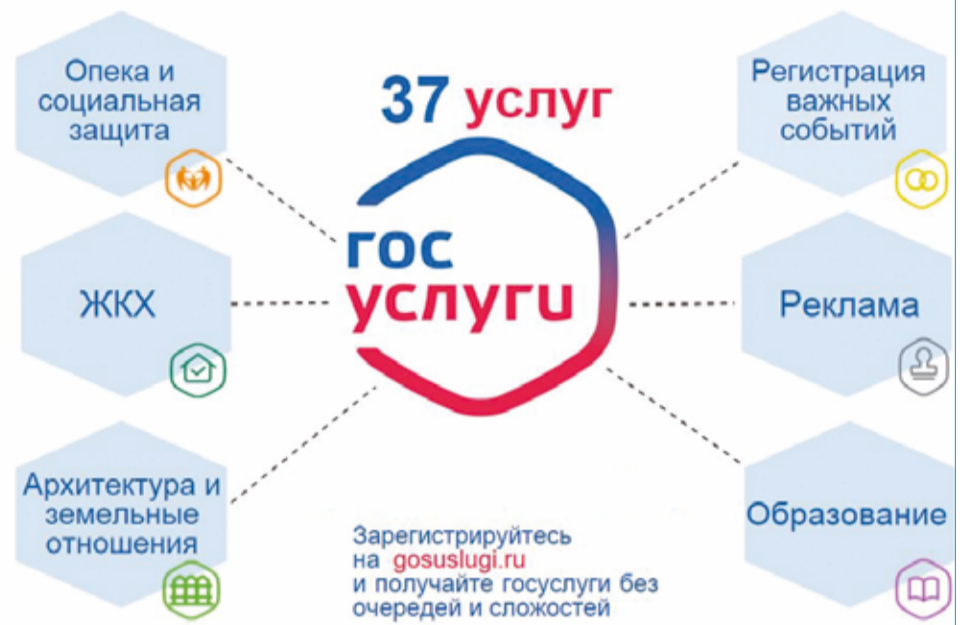 Опека и
социальная
защита
37 услуг
Регистрация
важных
событий
ЖКХ
гос
услуги
Реклама
Архитектура и
земельные
отношения
Образование
Зарегистрируйтесь
на gosuslugi.ru
и получайте госуслуги без
очередей и сложостей